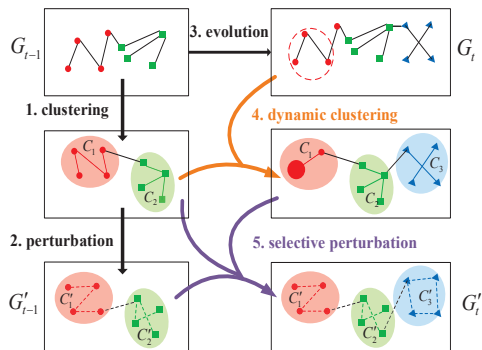 3. evolution
G_{t-1}
G_t
1. clustering
4. dynamic clustering
C_1
C_2
C_1
C_2
C_3
2. perturbation
5. selective perturbation
G'_{t-1}
C'_1
C'_2
C'_1
C'_2
C'_3
G'_t